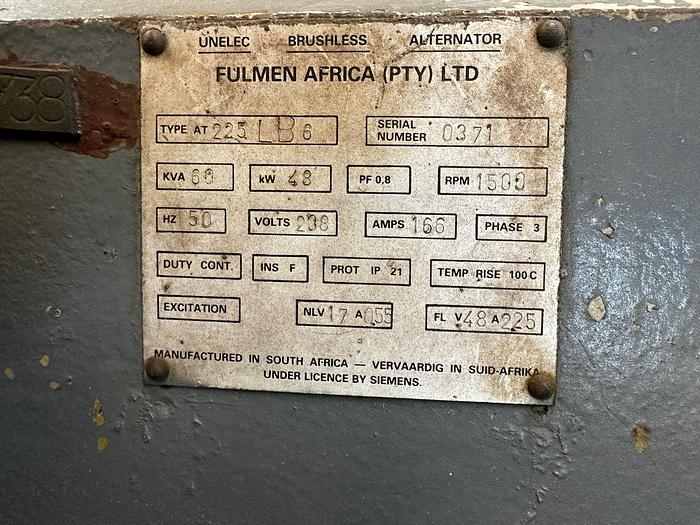 738
UNELEC BRUSHLESS ALTERNATOR
FULMEN AFRICA (PTY) LTD
TYPE AT 225 LB 6 SERIAL NUMBER 0371
KVA 60 kW 48 PF 0,8 RPM 1500
HZ 50 VOLTS 208 AMPS 166 PHASE 3
DUTY CONT. INS F PROT IP 21 TEMP RISE 100 C
EXCITATION NLV 17 A 055 FL V 48 A 225
MANUFACTURED IN SOUTH AFRICA — VERVAARDIG IN SUID-AFRIKA
UNDER LICENCE BY SIEMENS.